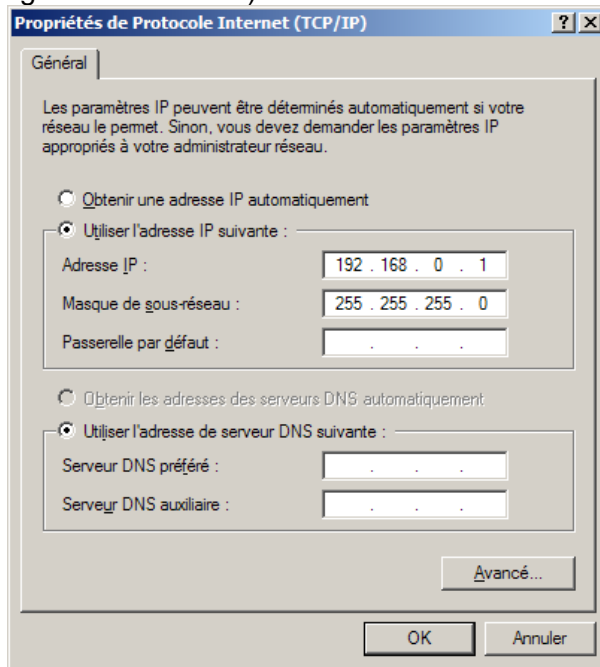 Propriétés de Protocole Internet (TCP/IP)
Général
Les paramètres IP peuvent être déterminés automatiquement si votre
réseau le permet. Sinon, vous devez demander les paramètres IP
appropriés à votre administrateur réseau.
Obtenir une adresse IP automatiquement
Utiliser l'adresse IP suivante :
Adresse IP : 192 . 168 . 0 . 1
Masque de sous-réseau : 255 . 255 . 255 . 0
Passerelle par défaut : . . .
Obtenir les adresses des serveurs DNS automatiquement
Utiliser l'adresse de serveur DNS suivante :
Serveur DNS préféré : . . .
Serveur DNS auxiliaire : . . .
Avancé...
OK Annuler